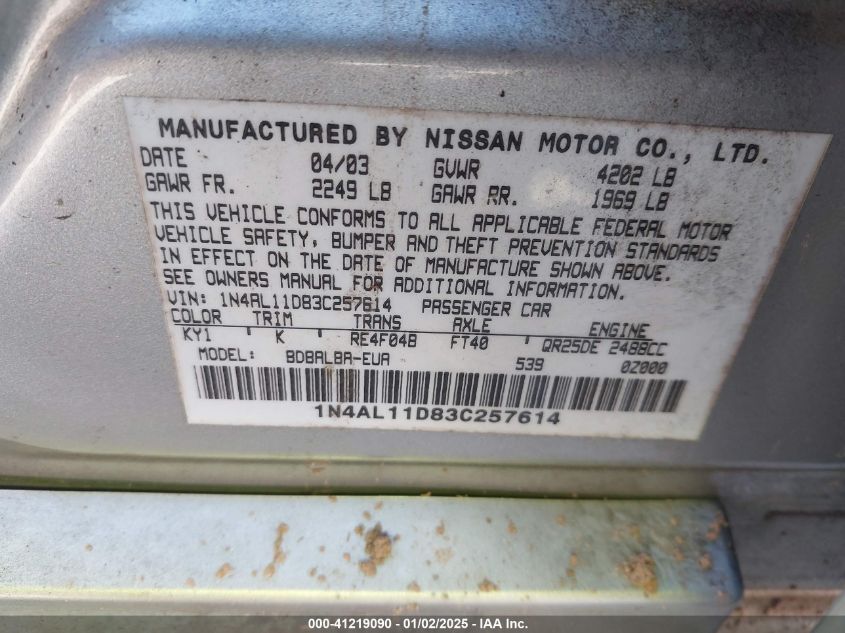 MANUFACTURED BY NISSAN MOTOR CO., LTD.
DATE 04/03 GVWR 4202 LB
GAWR FR. 2249 LB GAWR RR. 1969 LB
THIS VEHICLE CONFORMS TO ALL APPLICABLE FEDERAL MOTOR
VEHICLE SAFETY, BUMPER AND THEFT PREVENTION STANDARDS
IN EFFECT ON THE DATE OF MANUFACTURE SHOWN ABOVE.
SEE OWNERS MANUAL FOR ADDITIONAL INFORMATION.
VIN: 1N4AL11D83C257614 PASSENGER CAR
COLOR TRIM TRANS AXLE ENGINE
KY1 K RE4F04B FT40 QR25DE 2488CC
MODEL: BDBALBA-EUA 539 0Z000
1N4AL11D83C257614
000-41219090 - 01/02/2025 - IAA Inc.